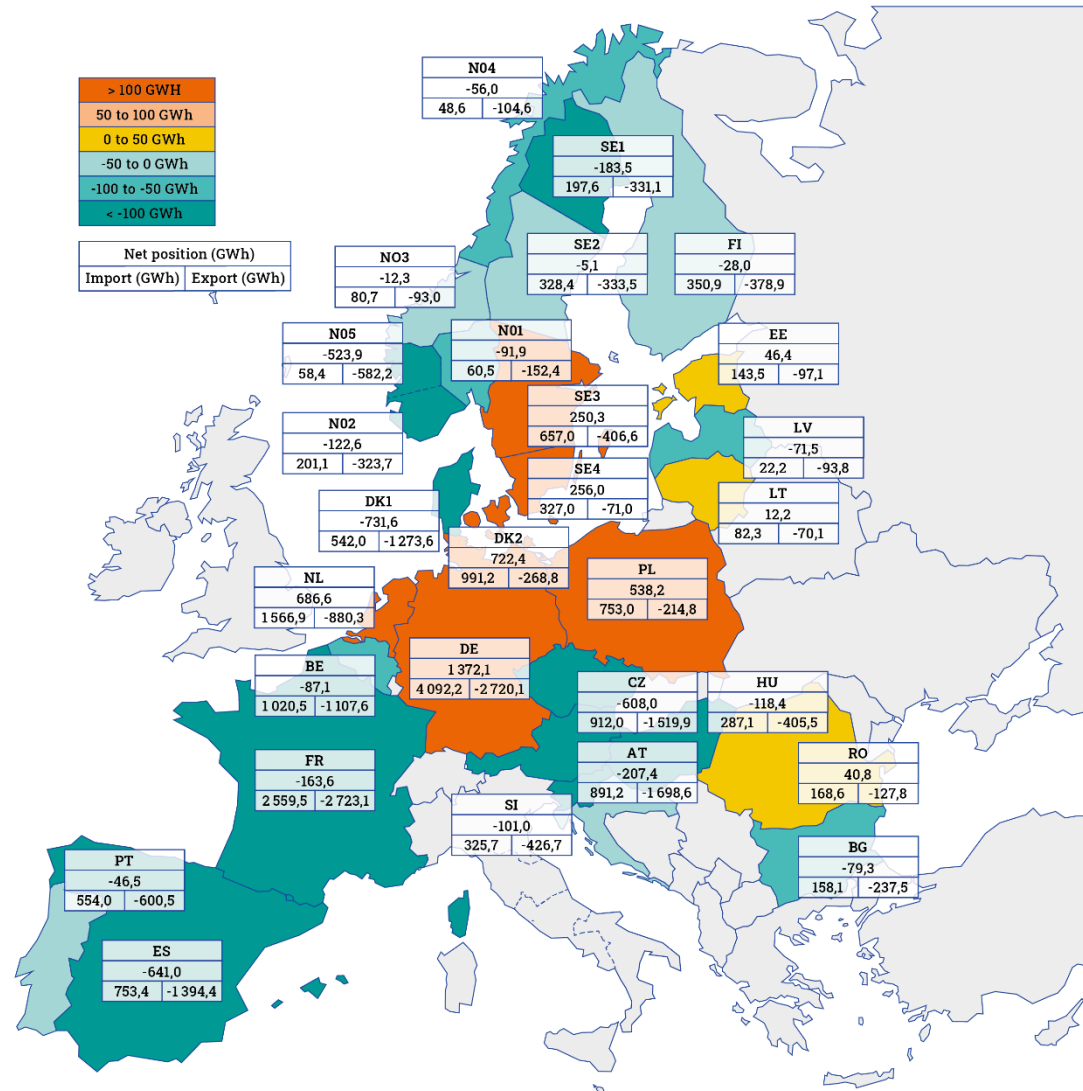 > 100 GWH
50 to 100 GWh
0 to 50 GWh
-50 to 0 GWh
-100 to -50 GWh
< -100 GWh
Net position (GWh)
Import (GWh) Export (GWh)
N04
-56,0
48,6 -104,6
SE1
-183,5
197,6 -331,1
SE2
-5,1
328,4 -333,5
FI
-28,0
350,9 -378,9
NO3
-12,3
80,7 -93,0
N05
-523,9
58,4 -582,2
N01
-91,9
60,5 -152,4
EE
46,4
143,5 -97,1
SE3
250,3
657,0 -406,6
N02
-122,6
201,1 -323,7
LV
-71,5
22,2 -93,8
SE4
256,0
327,0 -71,0
LT
12,2
82,3 -70,1
DK1
-731,6
542,0 -1 273,6
DK2
722,4
991,2 -268,8
PL
538,2
753,0 -214,8
NL
686,6
1 566,9 -880,3
DE
1 372,1
4 092,2 -2 720,1
BE
-87,1
1 020,5 -1 107,6
CZ
-608,0
912,0 -1 519,9
HU
-118,4
287,1 -405,5
FR
-163,6
2 559,5 -2 723,1
AT
-207,4
891,2 -1 698,6
RO
40,8
168,6 -127,8
SI
-101,0
325,7 -426,7
BG
-79,3
158,1 -237,5
PT
-46,5
554,0 -600,5
ES
-641,0
753,4 -1 394,4